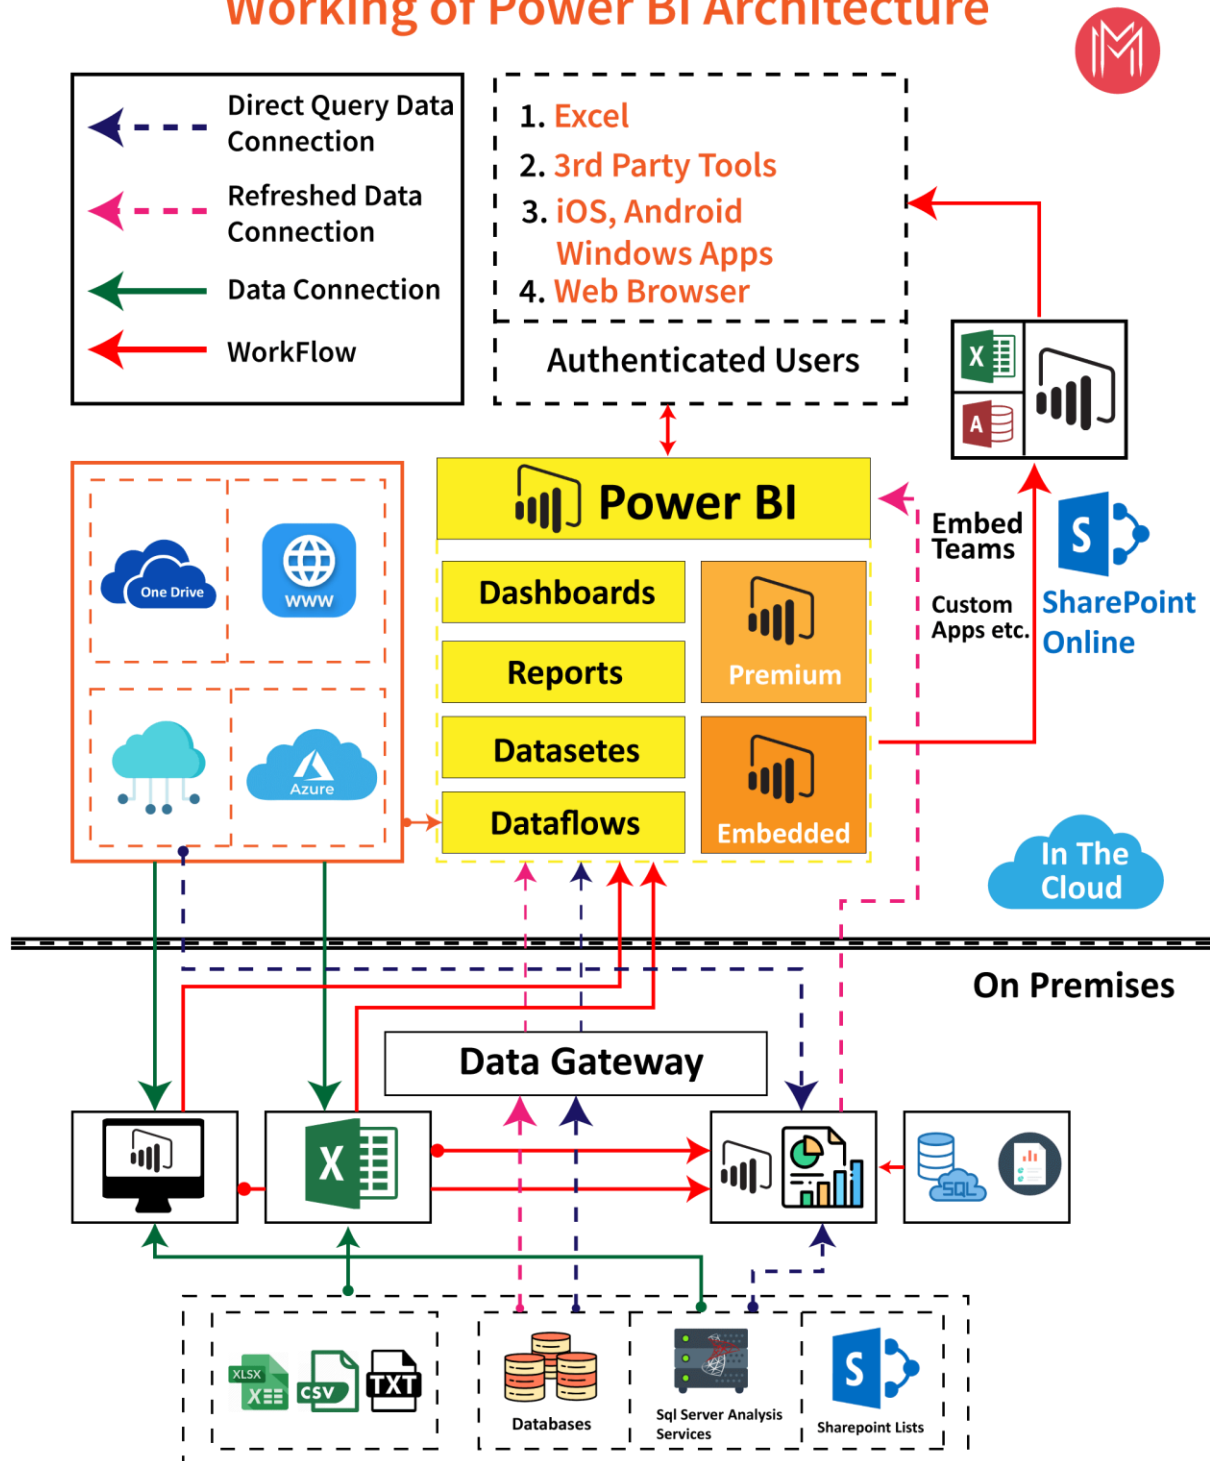 Working of Power BI Architecture
Direct Query Data
Connection
Refreshed Data
Connection
Data Connection
WorkFlow
1. Excel
2. 3rd Party Tools
3. iOS, Android
Windows Apps
4. Web Browser
Authenticated Users
X
A
Power BI
Embed
Teams
Custom
Apps etc.
S
SharePoint
Online
One Drive
WWW
Azure
Dashboards
Reports
Datasetes
Dataflows
Premium
Embedded
In The
Cloud
On Premises
Data Gateway
X
SQL
XLSX
X
CSV
TXT
Databases
Sql Server Analysis
Services
S
Sharepoint Lists